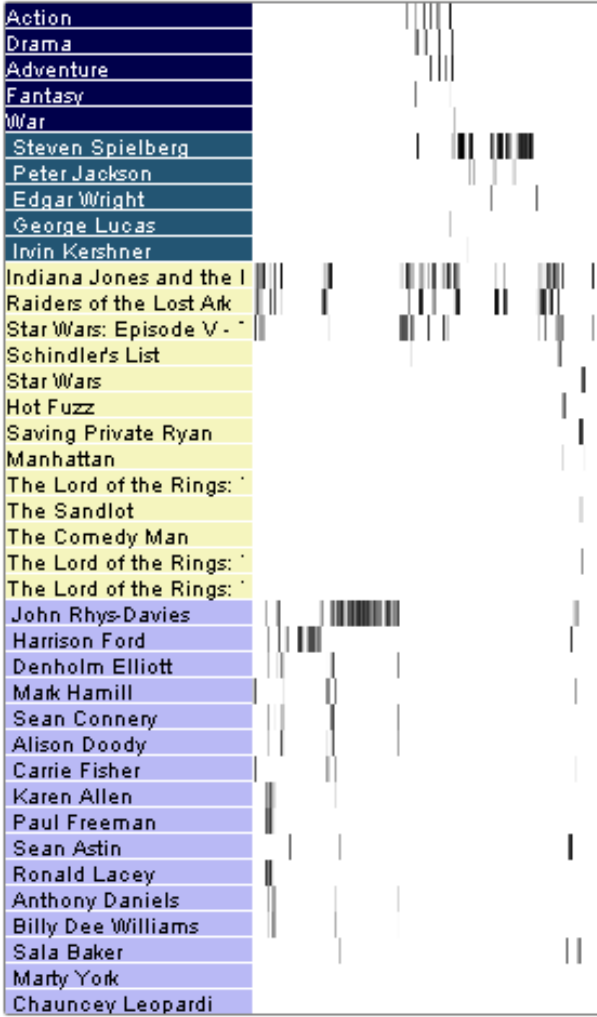 Action
Drama
Adventure
Fantasy
War
Steven Spielberg
Peter Jackson
Edgar Wright
George Lucas
Irvin Kershner
Indiana Jones and the l
Raiders of the Lost Ark
Star Wars: Episode V -
Schindler's List
Star Wars
Hot Fuzz
Saving Private Ryan
Manhattan
The Lord of the Rings:
The Sandlot
The Comedy Man
The Lord of the Rings:
The Lord of the Rings:
John Rhys-Davies
Harrison Ford
Denholm Elliott
Mark Hamill
Sean Connery
Alison Doody
Carrie Fisher
Karen Allen
Paul Freeman
Sean Astin
Ronald Lacey
Anthony Daniels
Billy Dee Williams
Sala Baker
Marty York
Chauncey Leopardi